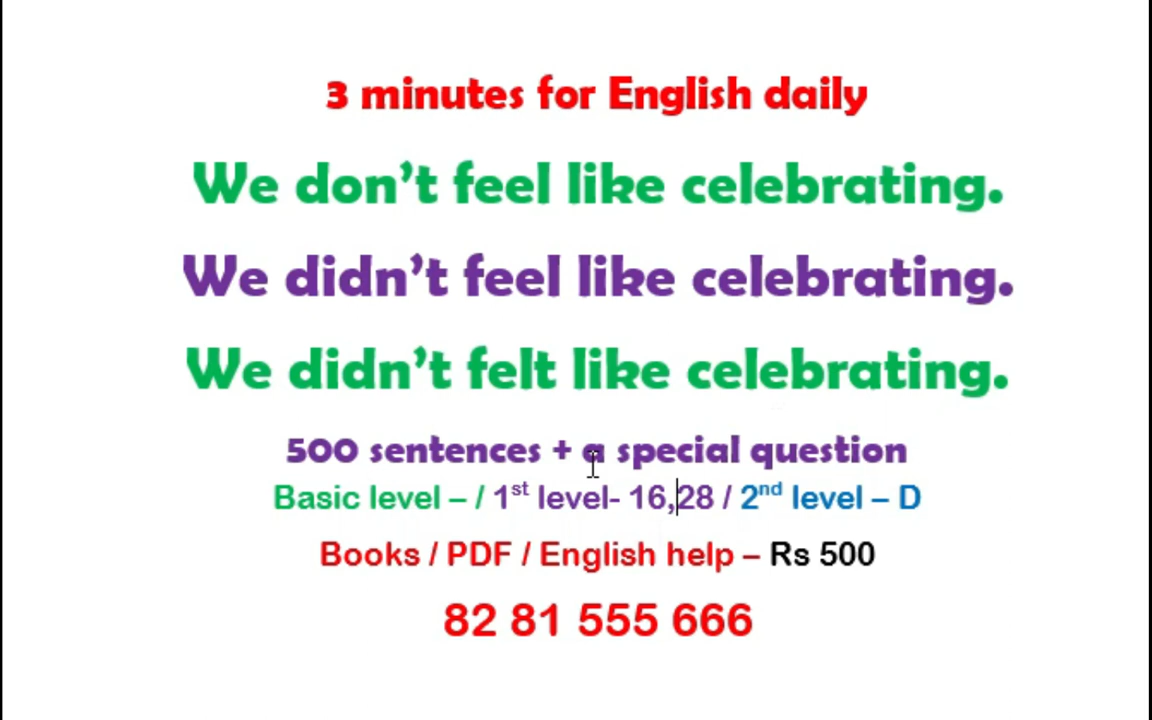 3 minutes for English daily
We don't feel like celebrating.
We didn't feel like celebrating.
We didn't felt like celebrating.
500 sentences + a special question
Basic level – / 1st level- 16,28 / 2nd level – D
Books / PDF / English help – Rs 500
82 81 555 666